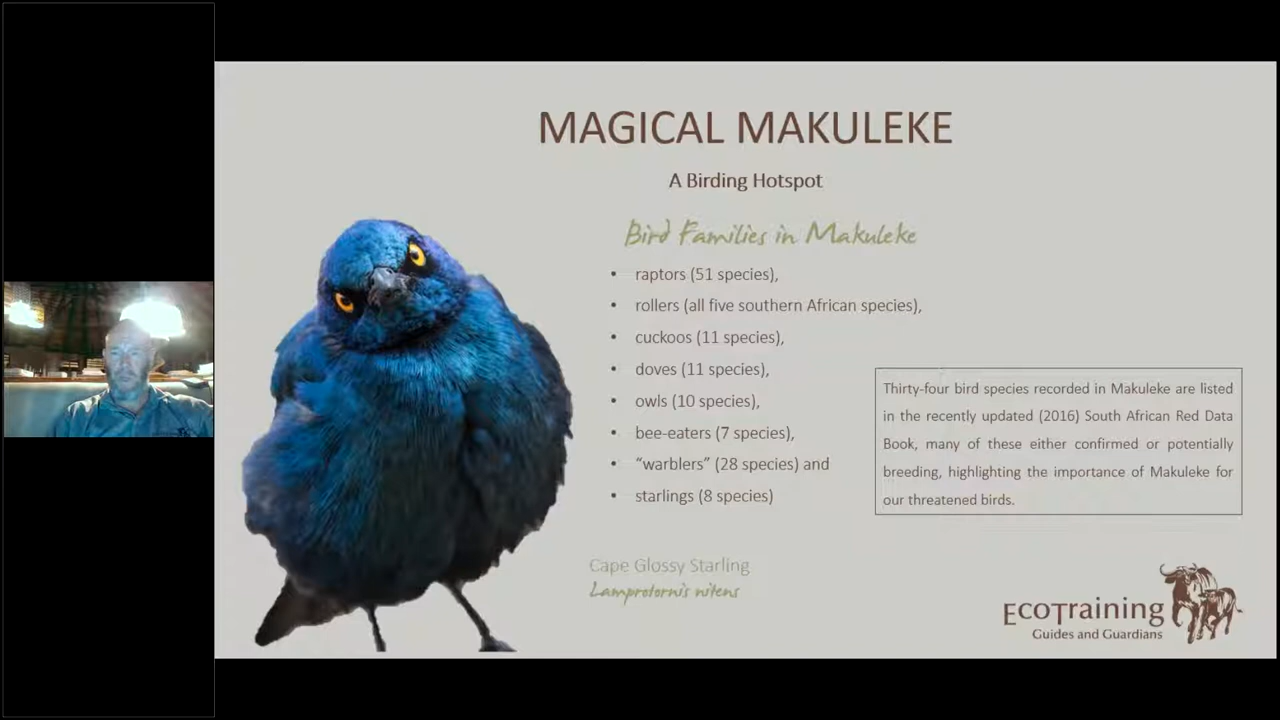 MAGICAL MAKULEKE
A Birding Hotspot
Bird Families in Makuleke
• raptors (51 species),
• rollers (all five southern African species),
• cuckoos (11 species),
• doves (11 species),
• owls (10 species),
• bee-eaters (7 species),
• “warblers” (28 species) and
• starlings (8 species)
Thirty-four bird species recorded in Makuleke are listed
in the recently updated (2016) South African Red Data
Book, many of these either confirmed or potentially
breeding, highlighting the importance of Makuleke for
our threatened birds.
Cape Glossy Starling
Lamprotornis nitens
EcoTraining
Guides and Guardians